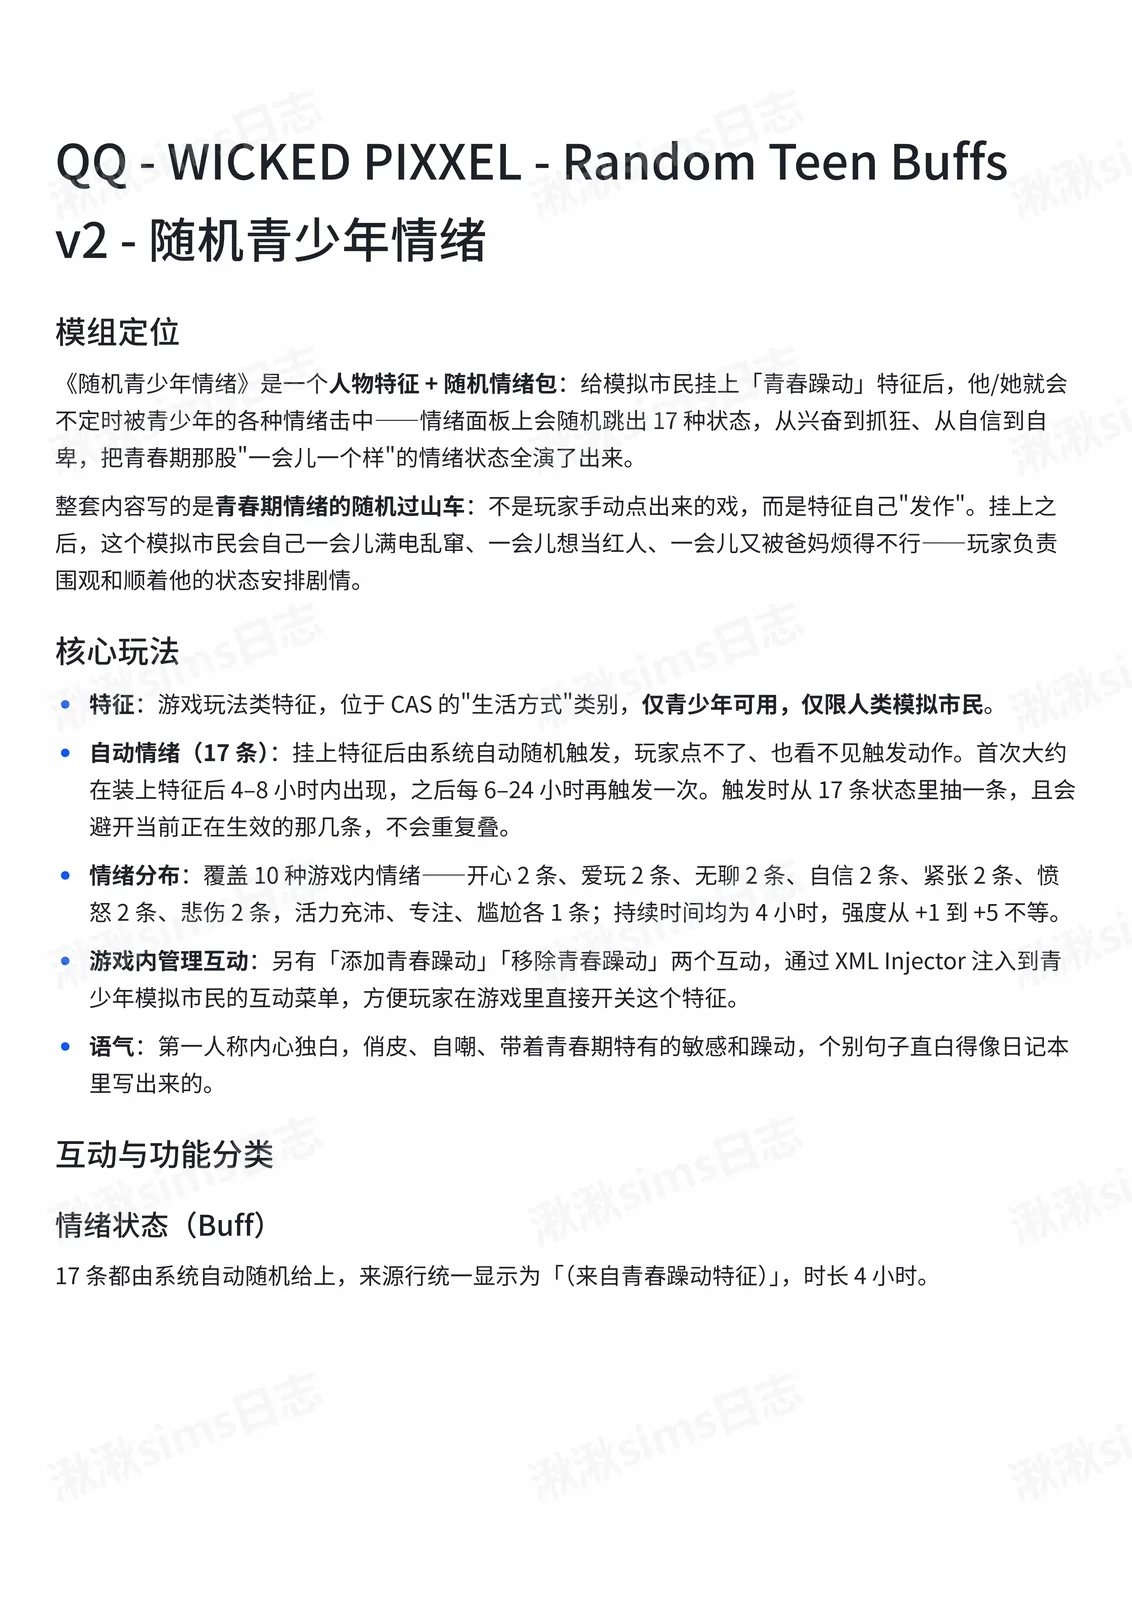 QQ - WICKED PIXXEL - Random Teen Buffs
v2 - 随机青少年情绪
模组定位
《随机青少年情绪》是一个人物特征 + 随机情绪包：给模拟市民挂上「青春躁动」特征后，他/她就会
不定时被青少年的各种情绪击中——情绪面板上会随机跳出 17 种状态，从兴奋到抓狂、从自信到自
卑，把青春期那股"一会儿一个样"的情绪状态全演了出来。
整套内容写的是青春期情绪的随机过山车：不是玩家手动点出来的戏，而是特征自己"发作"。挂上之
后，这个模拟市民会自己一会儿满电乱窜、一会儿想当红人、一会儿又被爸妈烦得不行——玩家负责
围观和顺着他的状态安排剧情。
核心玩法
• 特征：游戏玩法类特征，位于 CAS 的"生活方式"类别，仅青少年可用，仅限人类模拟市民。
• 自动情绪（17 条）：挂上特征后由系统自动随机触发，玩家点不了、也看不见触发动作。首次大约
在装上特征后 4–8 小时内出现，之后每 6–24 小时再触发一次。触发时从 17 条状态里抽一条，且会
避开当前正在生效的那几条，不会重复叠。
• 情绪分布：覆盖 10 种游戏内情绪——开心 2 条、爱玩 2 条、无聊 2 条、自信 2 条、紧张 2 条、愤
怒 2 条、悲伤 2 条，活力充沛、专注、尴尬各 1 条；持续时间均为 4 小时，强度从 +1 到 +5 不等。
• 游戏内管理互动：另有「添加青春躁动」「移除青春躁动」两个互动，通过 XML Injector 注入到青
少年模拟市民的互动菜单，方便玩家在游戏里直接开关这个特征。
• 语气：第一人称内心独白，俏皮、自嘲、带着青春期特有的敏感和躁动，个别句子直白得像日记本
里写出来的。
互动与功能分类
情绪状态（Buff）
17 条都由系统自动随机给上，来源行统一显示为「（来自青春躁动特征）」，时长 4 小时。
湫湫sims日志